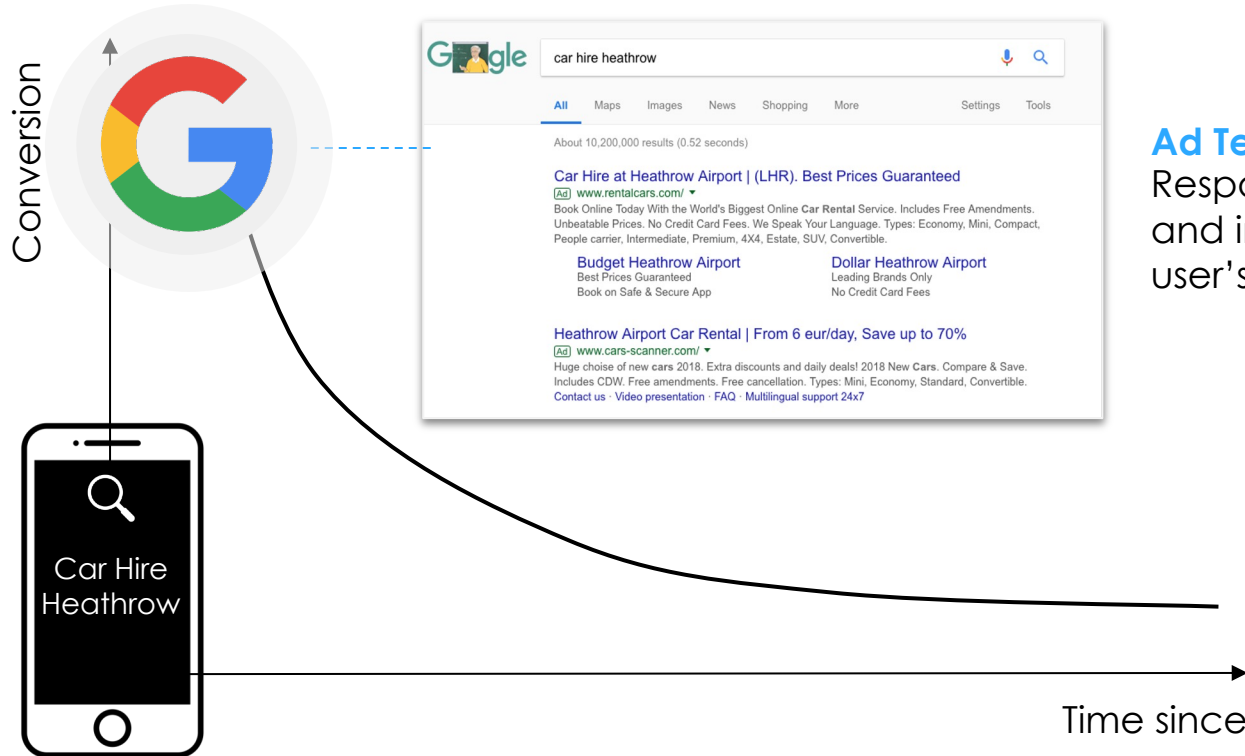 Conversion
G gle
car hire heathrow
All Maps Images News Shopping More Settings Tools
About 10,200,000 results (0.52 seconds)
Car Hire at Heathrow Airport | (LHR). Best Prices Guaranteed
Ad www.rentalcars.com/
Book Online Today With the World's Biggest Online Car Rental Service. Includes Free Amendments.
Unbeatable Prices. No Credit Card Fees. We Speak Your Language. Types: Economy, Mini, Compact,
People carrier, Intermediate, Premium, 4X4, Estate, SUV, Convertible.
Budget Heathrow Airport
Best Prices Guaranteed
Book on Safe & Secure App
Dollar Heathrow Airport
Leading Brands Only
No Credit Card Fees
Heathrow Airport Car Rental | From 6 eur/day, Save up to 70%
Ad www.cars-scanner.com/
Huge choise of new cars 2018. Extra discounts and daily deals! 2018 New Cars. Compare & Save.
Includes CDW. Free amendments. Free cancellation. Types: Mini, Economy, Standard, Convertible.
Contact us · Video presentation · FAQ · Multilingual support 24x7
Ad Te
Respo
and i
user's
Car Hire
Heathrow
Time since